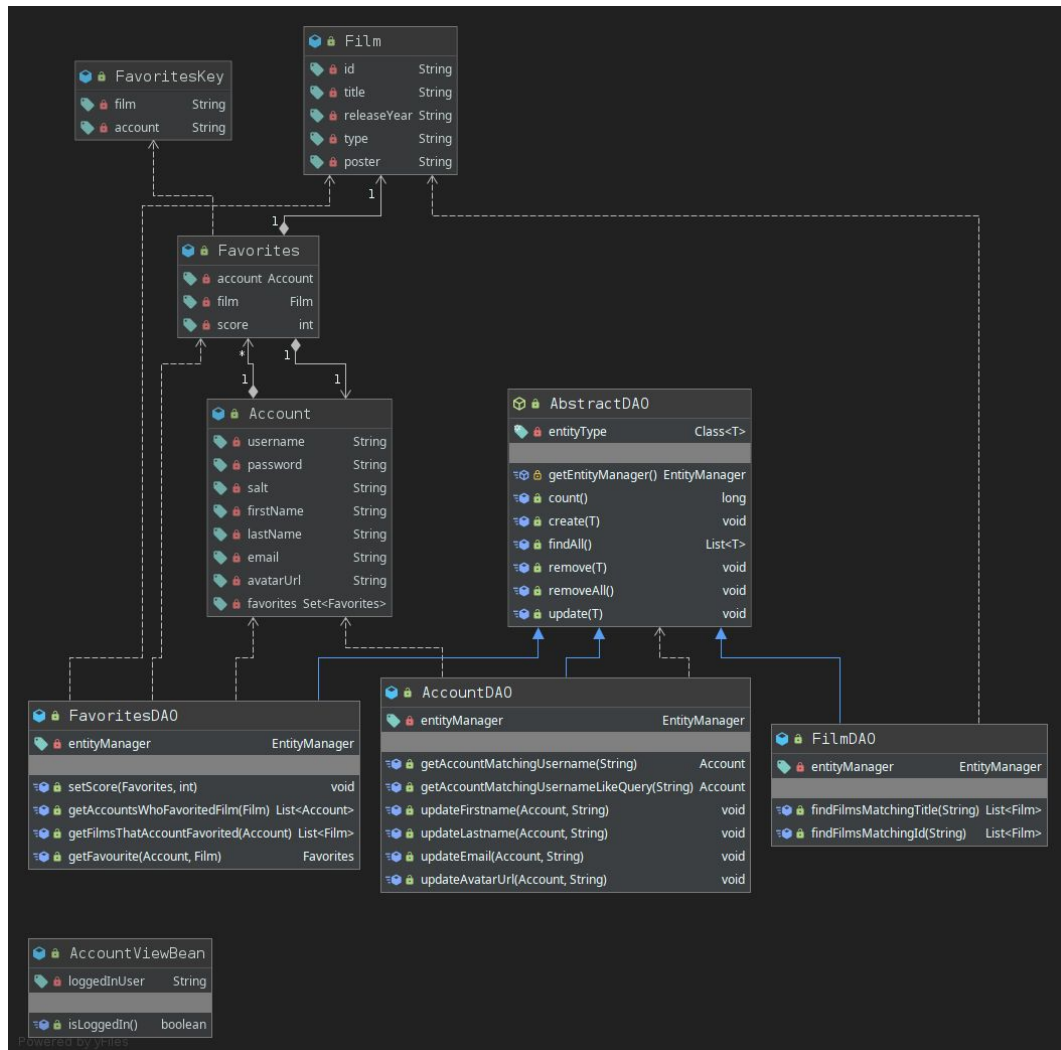 Film
id String
title String
releaseYear String
type String
poster String
FavoritesKey
film String
account String
1
1
Favorites
account Account
film Film
score int
*
1
1
1
Account
username String
password String
salt String
firstName String
lastName String
email String
avatarUrl String
favorites Set<Favorites>
AbstractDAO
entityType Class<T>
getEntityManager() EntityManager
count() long
create(T) void
findAll() List<T>
remove(T) void
removeAll() void
update(T) void
FavoritesDAO
entityManager EntityManager
setScore(Favorites, int) void
getAccountsWhoFavoritedFilm(Film) List<Account>
getFilmsThatAccountFavorited(Account) List<Film>
getFavourite(Account, Film) Favorites
AccountDAO
entityManager EntityManager
getAccountMatchingUsername(String) Account
getAccountMatchingUsernameLikeQuery(String) Account
updateFirstname(Account, String) void
updateLastname(Account, String) void
updateEmail(Account, String) void
updateAvatarUrl(Account, String) void
FilmDAO
entityManager EntityManager
findFilmsMatchingTitle(String) List<Film>
findFilmsMatchingId(String) List<Film>
AccountViewBean
loggedInUser String
isLoggedIn() boolean
Powered by yFiles